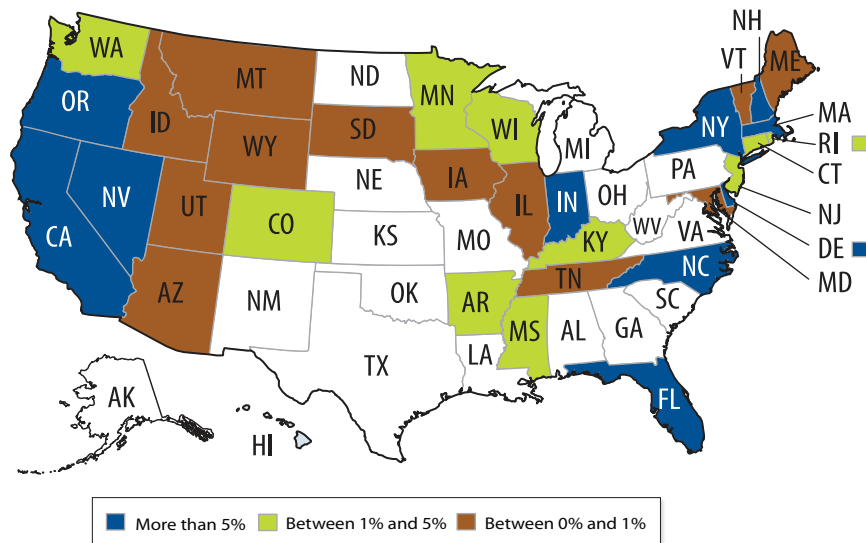 NH
WA
VT
ME
MT
ND
MN
OR
MA
ID
SD
WI
NY
RI
WY
MI
CT
PA
IA
NE
NV
OH
NJ
IL
IN
UT
CO
DE
CA
WV
VA
KS
MO
KY
MD
NC
TN
AZ
OK
NM
AR
SC
MS
AL
GA
LA
TX
AK
FL
HI
More than 5% Between 1% and 5% Between 0% and 1%